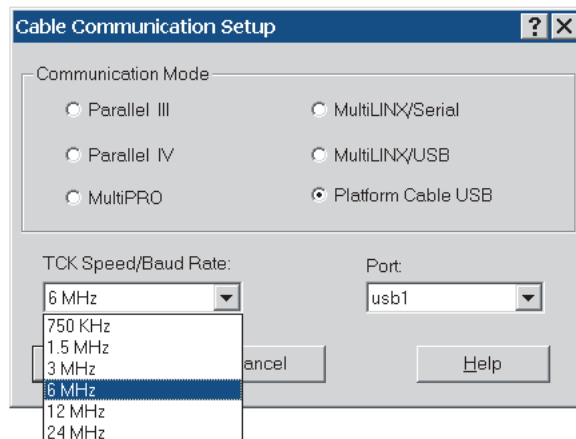 Cable Communication Setup
Communication Mode
Parallel III
MultiLINX/Serial
Parallel IV
MultiLINX/USB
MultiPRO
Platform Cable USB
TCK Speed/Baud Rate:
Port:
6 MHz
usb1
750 KHz
1.5 MHz
3 MHz
6 MHz
12 MHz
24 MHz
ancel
Help